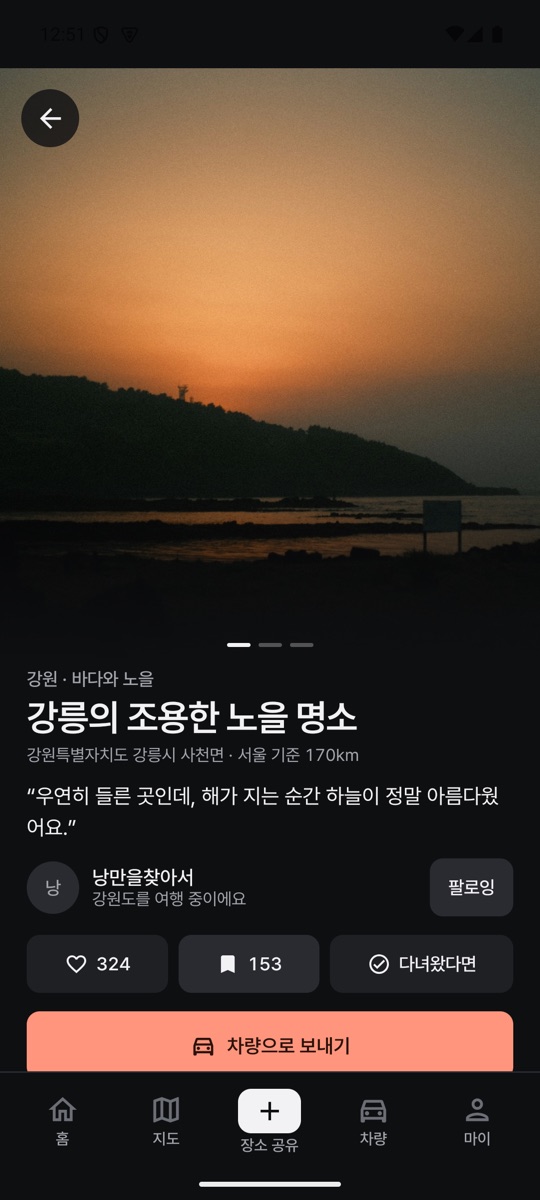 12:51
강원 · 바다와 노을
강릉의 조용한 노을 명소
강원특별자치도 강릉시 사천면 · 서울 기준 170km
“우연히 들른 곳인데, 해가 지는 순간 하늘이 정말 아름다웠
어요.”
낭
낭만을찾아서
강원도를 여행 중이에요
팔로잉
324
153
다녀왔다면
차량으로 보내기
홈
지도
장소 공유
차량
마이